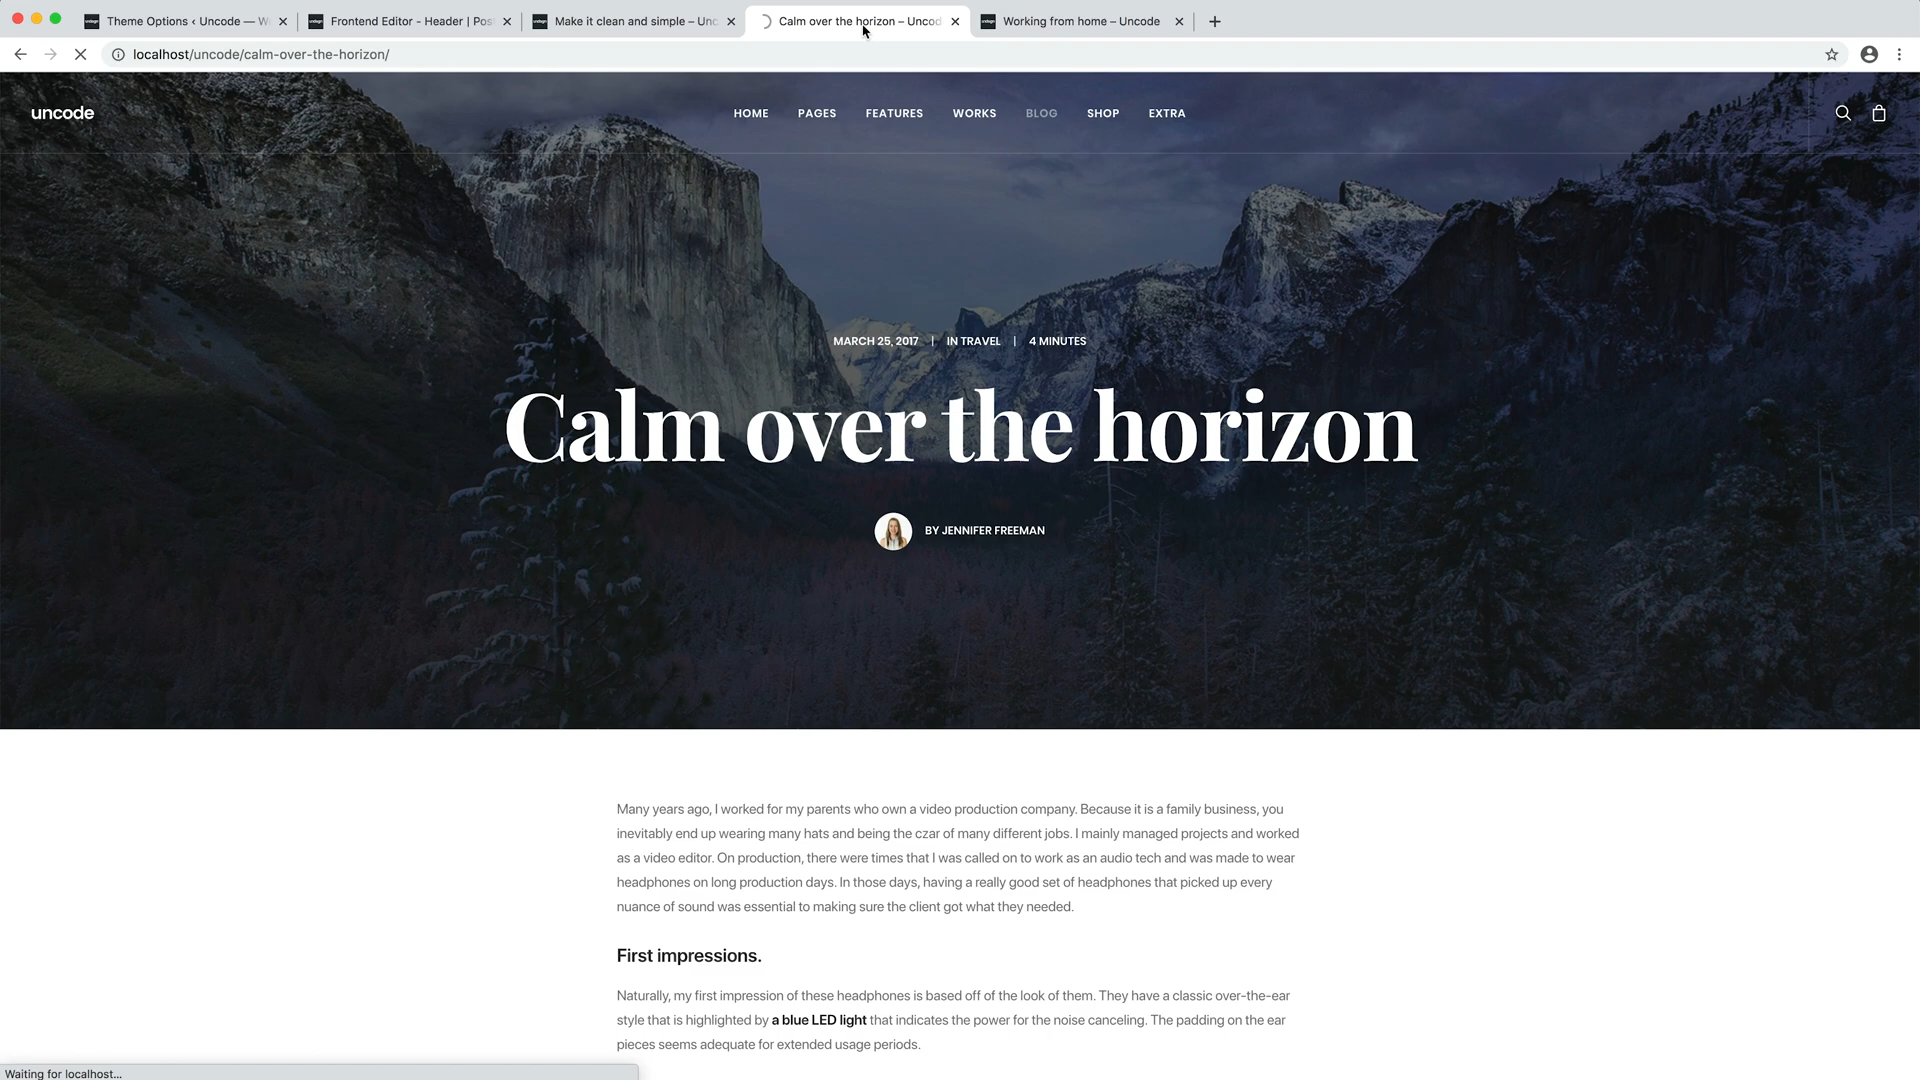 Theme Options ‹ Uncode — W
Frontend Editor - Header | Pos
Make it clean and simple – Unc
Calm over the horizon – Uncod
Working from home – Uncode
localhost/uncode/calm-over-the-horizon/
uncode
HOME
PAGES
FEATURES
WORKS
BLOG
SHOP
EXTRA
MARCH 25, 2017 | IN TRAVEL | 4 MINUTES
Calm over the horizon
BY JENNIFER FREEMAN
Many years ago, I worked for my parents who own a video production company. Because it is a family business, you
inevitably end up wearing many hats and being the czar of many different jobs. I mainly managed projects and worked
as a video editor. On production, there were times that I was called on to work as an audio tech and was made to wear
headphones on long production days. In those days, having a really good set of headphones that picked up every
nuance of sound was essential to making sure the client got what they needed.
First impressions.
Naturally, my first impression of these headphones is based off of the look of them. They have a classic over-the-ear
style that is highlighted by a blue LED light that indicates the power for the noise canceling. The padding on the ear
pieces seems adequate for extended usage periods.
Waiting for localhost...